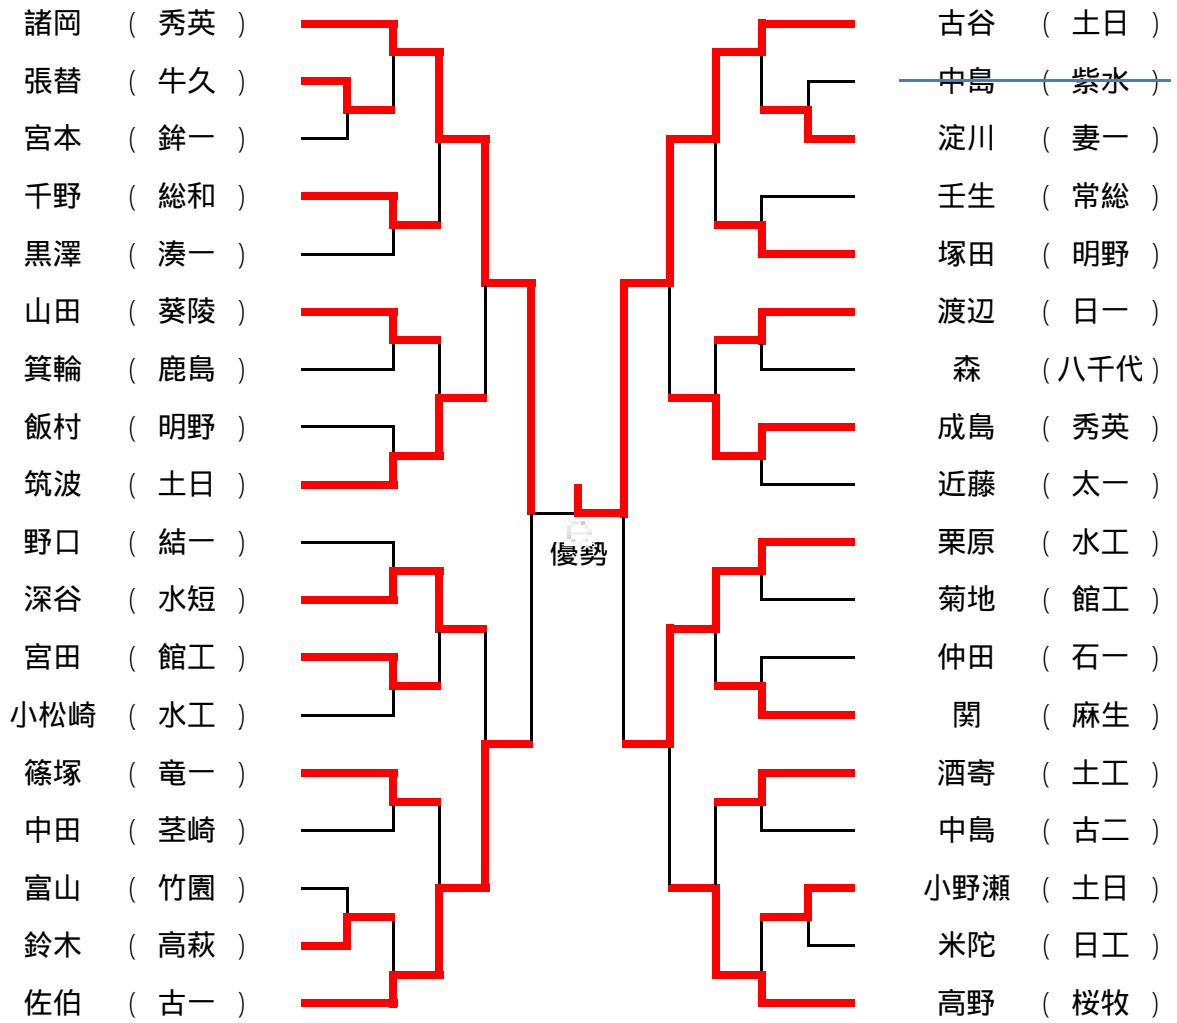 諸岡 ( 秀英 )
張替 ( 牛久 )
宮本 ( 鉾一 )
千野 ( 総和 )
黒澤 ( 湊一 )
山田 ( 葵陵 )
箕輪 ( 鹿島 )
飯村 ( 明野 )
筑波 ( 土日 )
野口 ( 結一 )
深谷 ( 水短 )
宮田 ( 館工 )
小松崎 ( 水工 )
篠塚 ( 竜一 )
中田 ( 茎崎 )
富山 ( 竹園 )
鈴木 ( 高萩 )
佐伯 ( 古一 )
優勢
古谷 ( 土日 )
中島 ( 紫水 )
淀川 ( 妻一 )
壬生 ( 常総 )
塚田 ( 明野 )
渡辺 ( 日一 )
森 ( 八千代 )
成島 ( 秀英 )
近藤 ( 太一 )
栗原 ( 水工 )
菊地 ( 館工 )
仲田 ( 石一 )
関 ( 麻生 )
酒寄 ( 土工 )
中島 ( 古二 )
小野瀬 ( 土日 )
米陀 ( 日工 )
高野 ( 桜牧 )